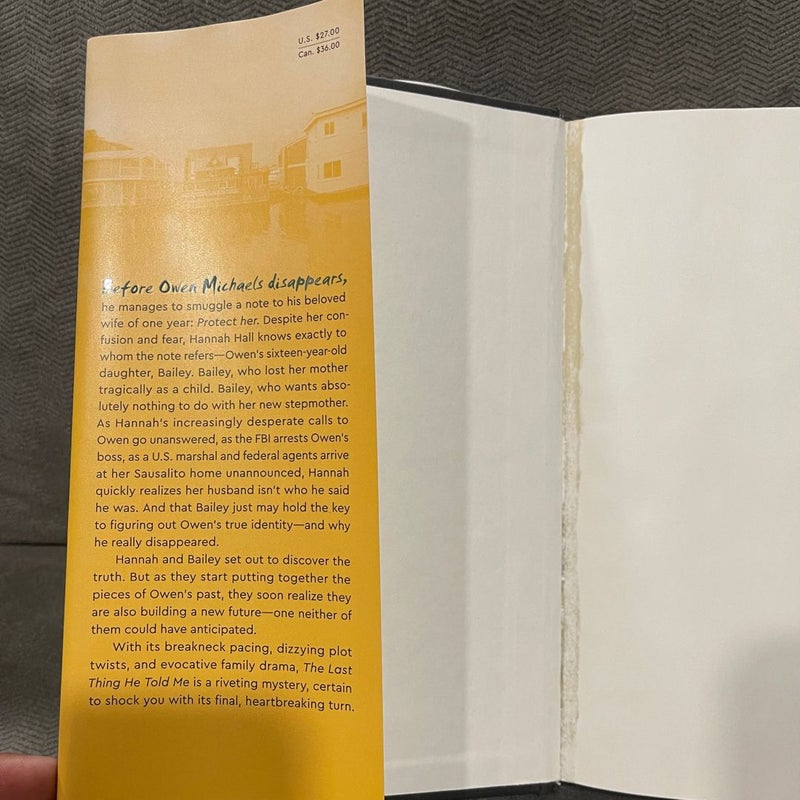 U.S. $27.00
Can. $36.00
Before Owen Michaels disappears,
he manages to smuggle a note to his beloved
wife of one year: Protect her. Despite her con-
fusion and fear, Hannah Hall knows exactly to
whom the note refers—Owen's sixteen-year-old
daughter, Bailey. Bailey, who lost her mother
tragically as a child. Bailey, who wants abso-
lutely nothing to do with her new stepmother.
As Hannah's increasingly desperate calls to
Owen go unanswered, as the FBI arrests Owen's
boss, as a U.S. marshal and federal agents arrive
at her Sausalito home unannounced, Hannah
quickly realizes her husband isn't who he said
he was. And that Bailey just may hold the key
to figuring out Owen's true identity—and why
he really disappeared.
Hannah and Bailey set out to discover the
truth. But as they start putting together the
pieces of Owen's past, they soon realize they
are also building a new future—one neither of
them could have anticipated.
With its breakneck pacing, dizzying plot
twists, and evocative family drama, The Last
Thing He Told Me is a riveting mystery, certain
to shock you with its final, heartbreaking turn.